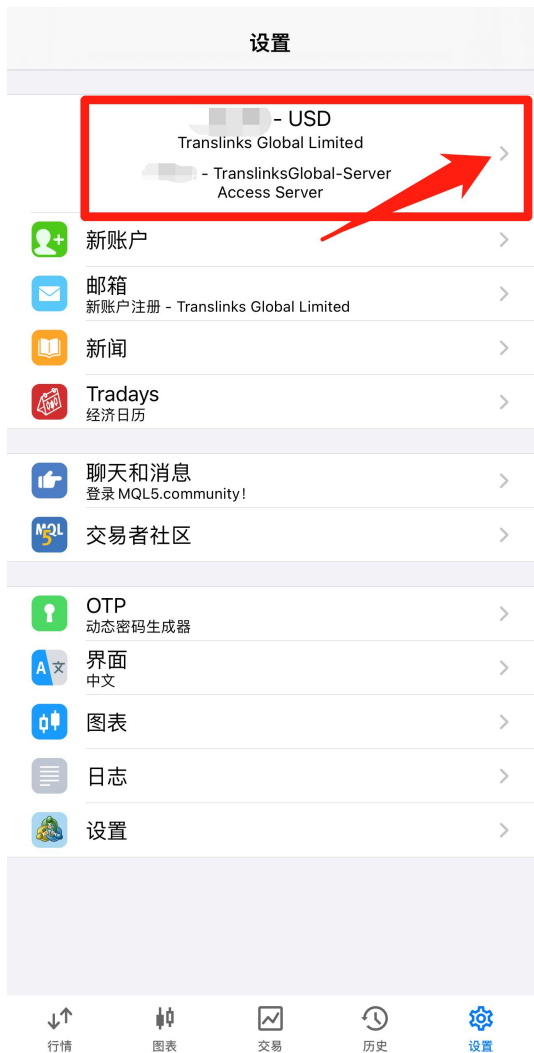 设置
- USD
Translinks Global Limited
- TranslinksGlobal-Server
Access Server
新账户
邮箱
新账户注册 - Translinks Global Limited
新闻
Tradays
经济日历
聊天和消息
登录 MQL5.community!
MQL
5
交易者社区
OTP
动态密码生成器
A 文
界面
中文
图表
日志
设置
行情
图表
交易
历史
设置